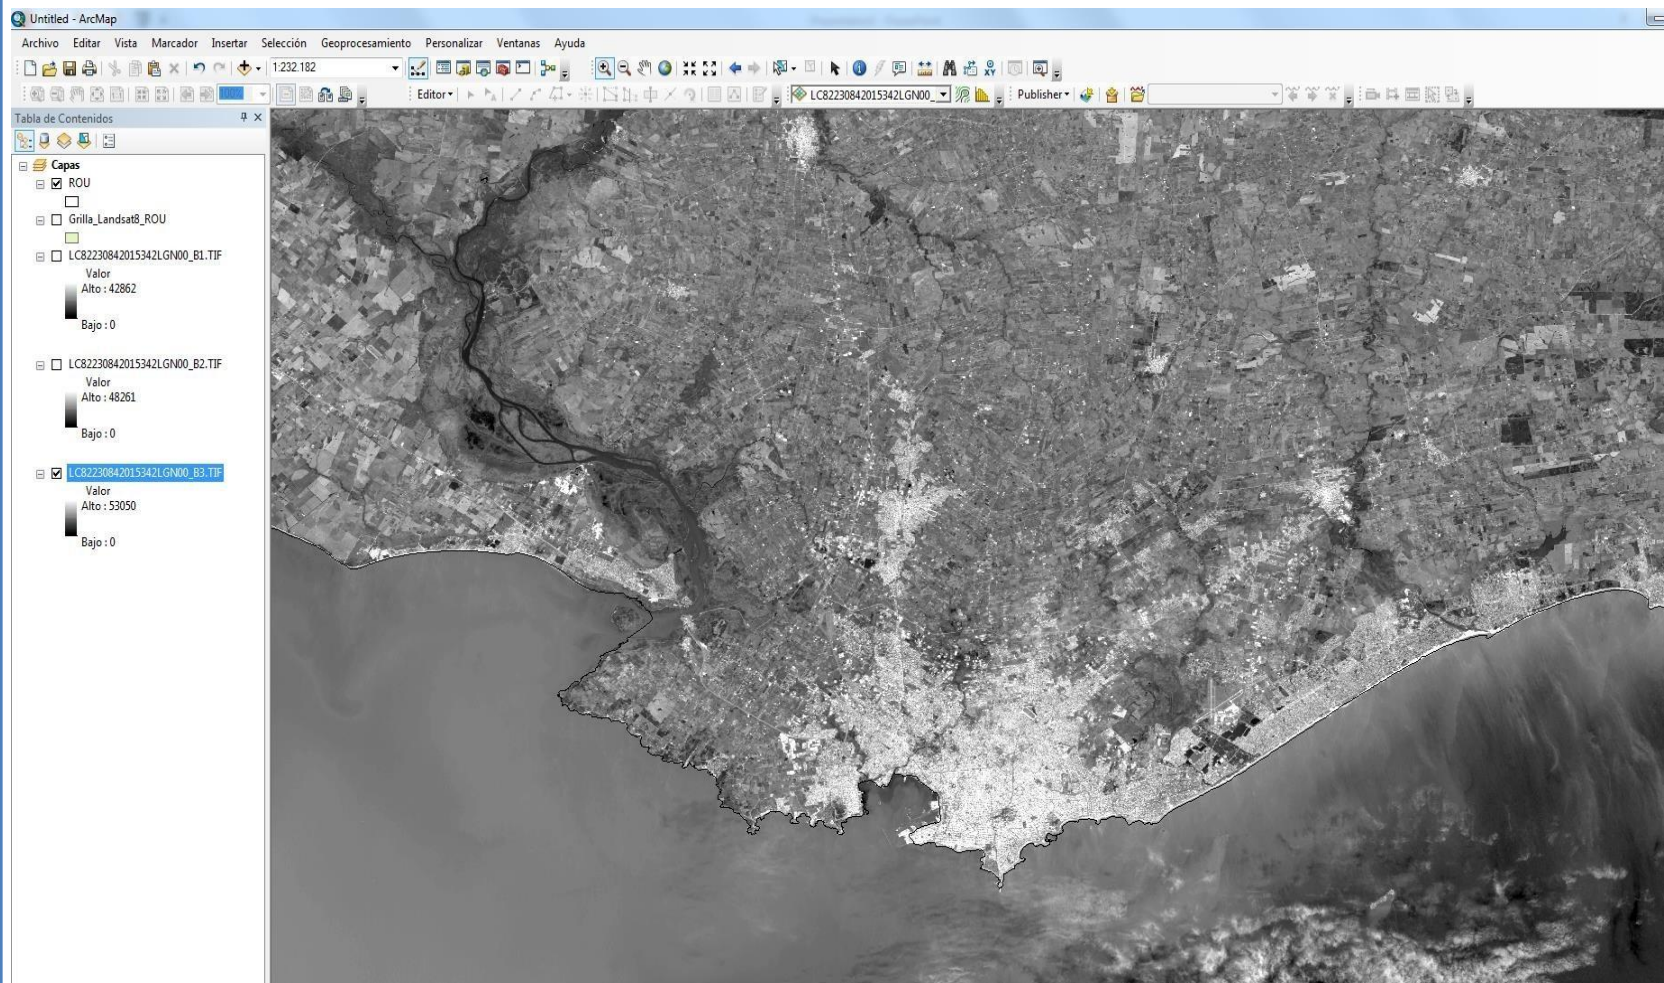 Untitled - ArcMap
Archivo Editar Vista Marcador Insertar Selección Geoprocesamiento Personalizar Ventanas Ayuda
1:232.182
Editor LC82230842015342LGN00_ Publisher
Tabla de Contenidos
Capas
ROU
Grilla_Landsat8_ROU
LC82230842015342LGN00_B1.TIF
Valor
Alto : 42862
Bajo : 0
LC82230842015342LGN00_B2.TIF
Valor
Alto : 48261
Bajo : 0
LC82230842015342LGN00_B3.TIF
Valor
Alto : 53050
Bajo : 0